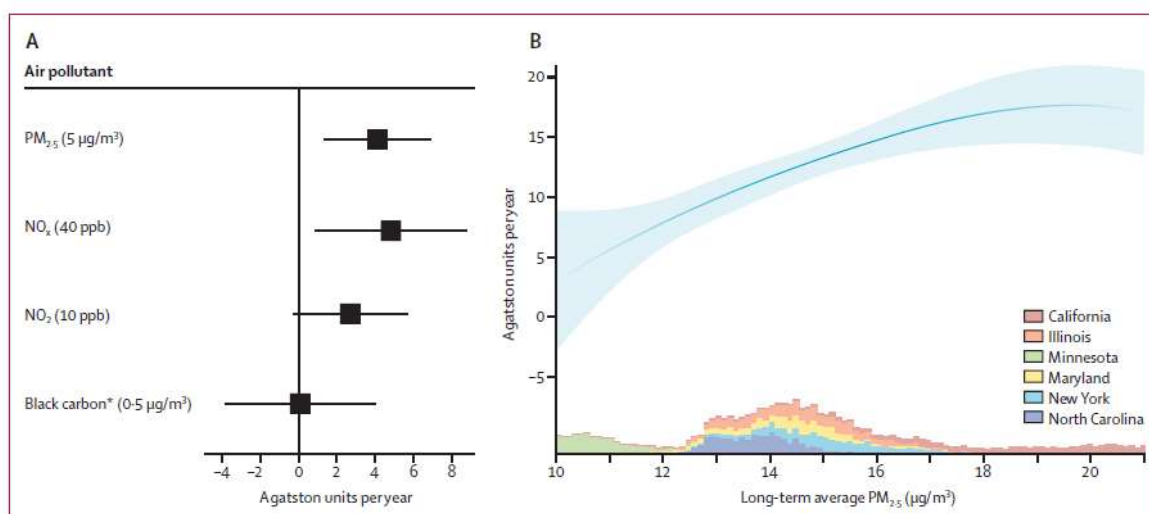 A
Air pollutant
PM2·5 (5 µg/m³)
NOx (40 ppb)
NO2 (10 ppb)
Black carbon* (0·5 µg/m³)
–4 –2 0 2 4 6 8
Agatston units per year
B
20
15
10
5
0
–5
Agatston units per year
California
Illinois
Minnesota
Maryland
New York
North Carolina
10 12 14 16 18 20
Long-term average PM2·5 (µg/m³)